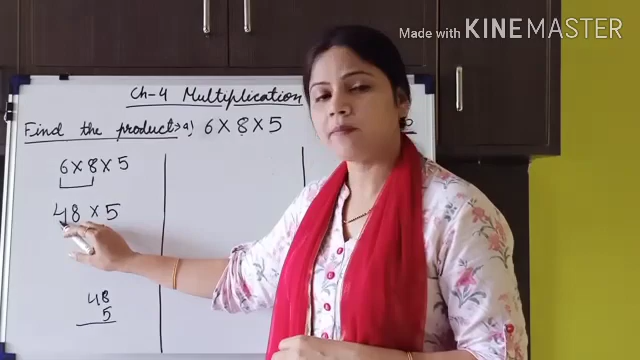 Made with KINEMASTER
Ch-4 Multiplication
Find the product:→ a) 6 × 8 × 5
6 × 8 × 5
48 × 5
48
5